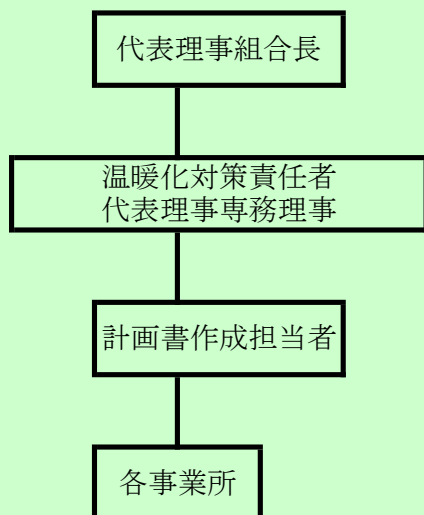 代表理事組合長
温暖化対策責任者
代表理事専務理事
計画書作成担当者
各事業所